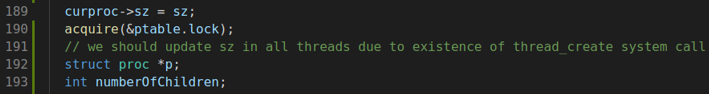 189 curproc->sz = sz;
190 acquire(&ptable.lock);
191 // we should update sz in all threads due to existence of thread_create system call
192 struct proc *p;
193 int numberOfChildren;